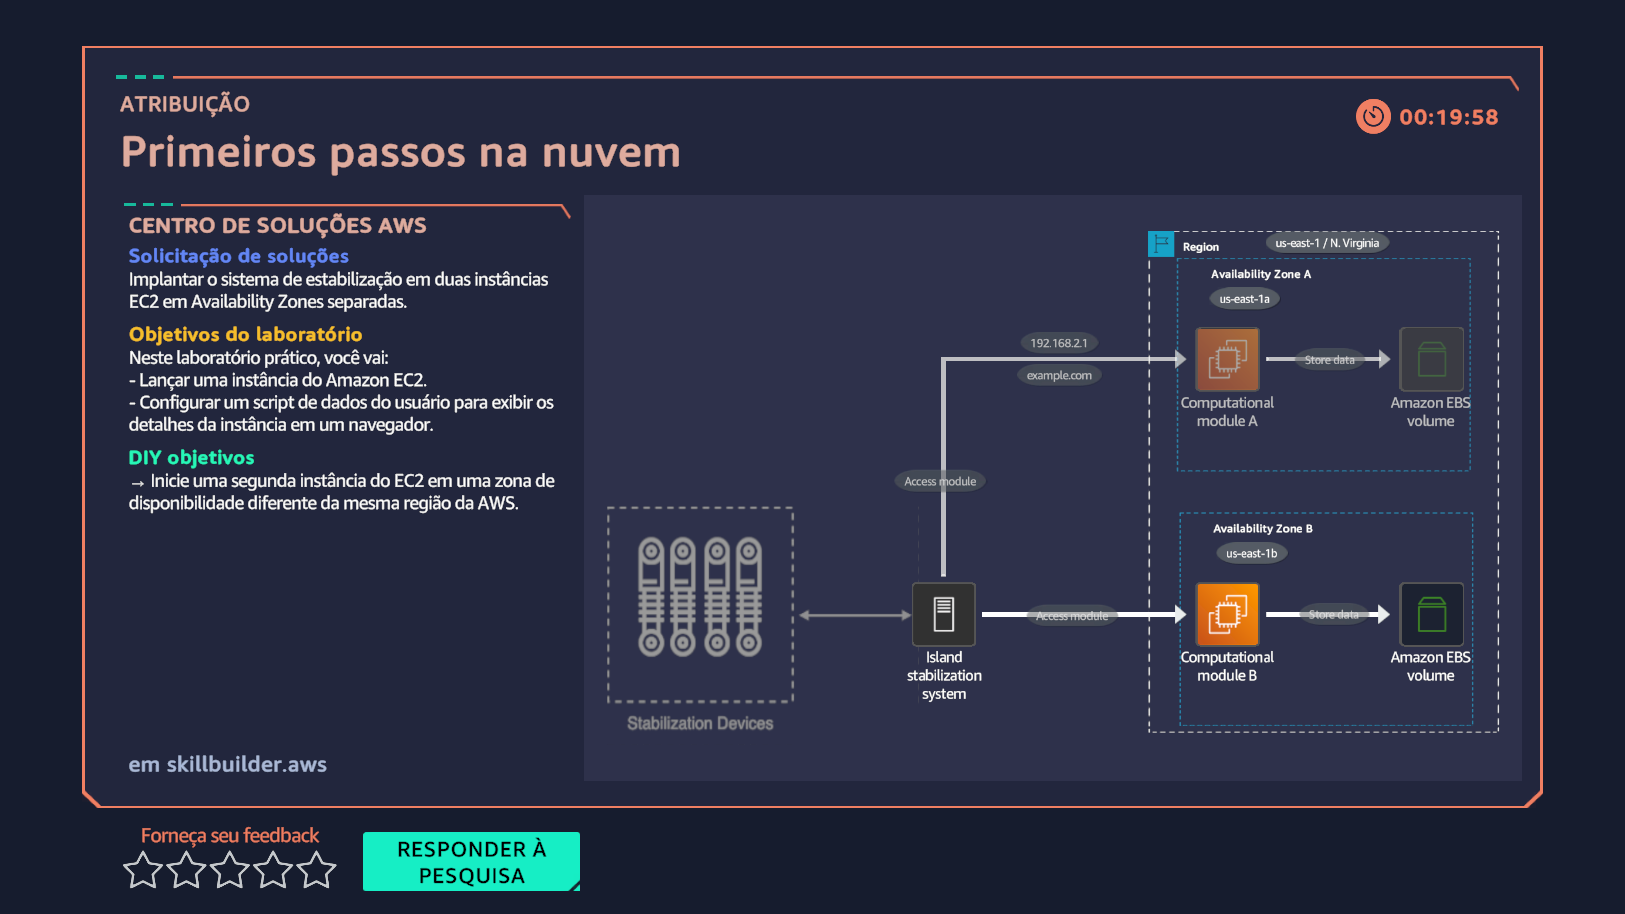 ATRIBUIÇÃO
Primeiros passos na nuvem
00:19:58
CENTRO DE SOLUÇÕES AWS
Solicitação de soluções
Implantar o sistema de estabilização em duas instâncias
EC2 em Availability Zones separadas.
Objetivos do laboratório
Neste laboratório prático, você vai:
- Lançar uma instância do Amazon EC2.
- Configurar um script de dados do usuário para exibir os
detalhes da instância em um navegador.
DIY objetivos
→ Inicie uma segunda instância do EC2 em uma zona de
disponibilidade diferente da mesma região da AWS.
em skillbuilder.aws
Region
us-east-1 / N. Virginia
Availability Zone A
us-east-1a
192.168.2.1
example.com
Store data
Computational
module A
Amazon EBS
volume
Access module
Availability Zone B
us-east-1b
Access module
Store data
Island
stabilization
system
Computational
module B
Amazon EBS
volume
Stabilization Devices
Forneça seu feedback
RESPONDER À
PESQUISA